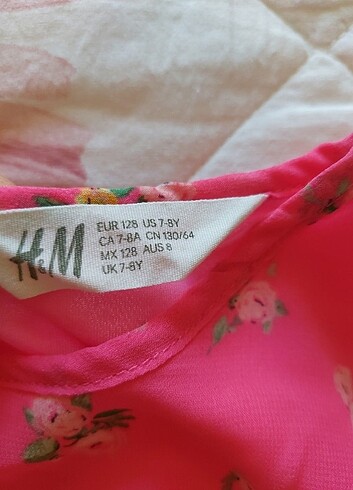 H&M
EUR 128 US 7-8Y
CA 7-8A CN 130/64
MX 128 AUS 8
UK 7-8Y